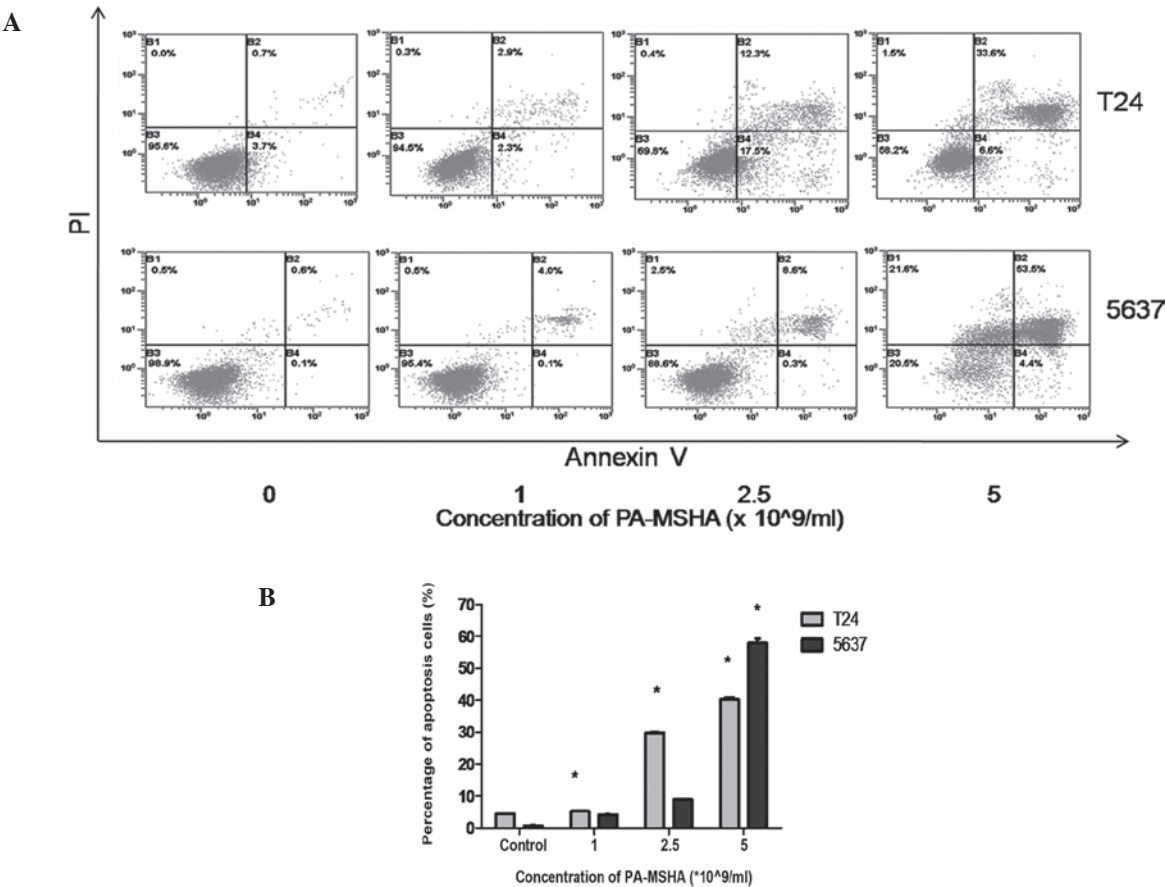 A
B1 B2
0.0% 0.7%
B3 B4
95.6% 3.7%
B1 B2
0.3% 2.9%
B3 B4
94.5% 2.3%
B1 B2
0.4% 12.3%
B3 B4
69.8% 17.5%
B1 B2
1.5% 33.6%
B3 B4
58.2% 6.6%
T24
PI
B1 B2
0.5% 0.6%
B3 B4
98.9% 0.1%
B1 B2
0.5% 4.0%
B3 B4
95.4% 0.1%
B1 B2
2.5% 8.6%
B3 B4
68.6% 0.3%
B1 B2
21.6% 53.5%
B3 B4
20.5% 4.4%
5637
Annexin V
0 1 2.5 5
Concentration of PA-MSHA (x 10^9/ml)
B
Percentage of apoptosis cells (%)
70
60
50
40
30
20
10
0
* * * *
T24
5637
Control 1 2.5 5
Concentration of PA-MSHA (*10^9/ml)